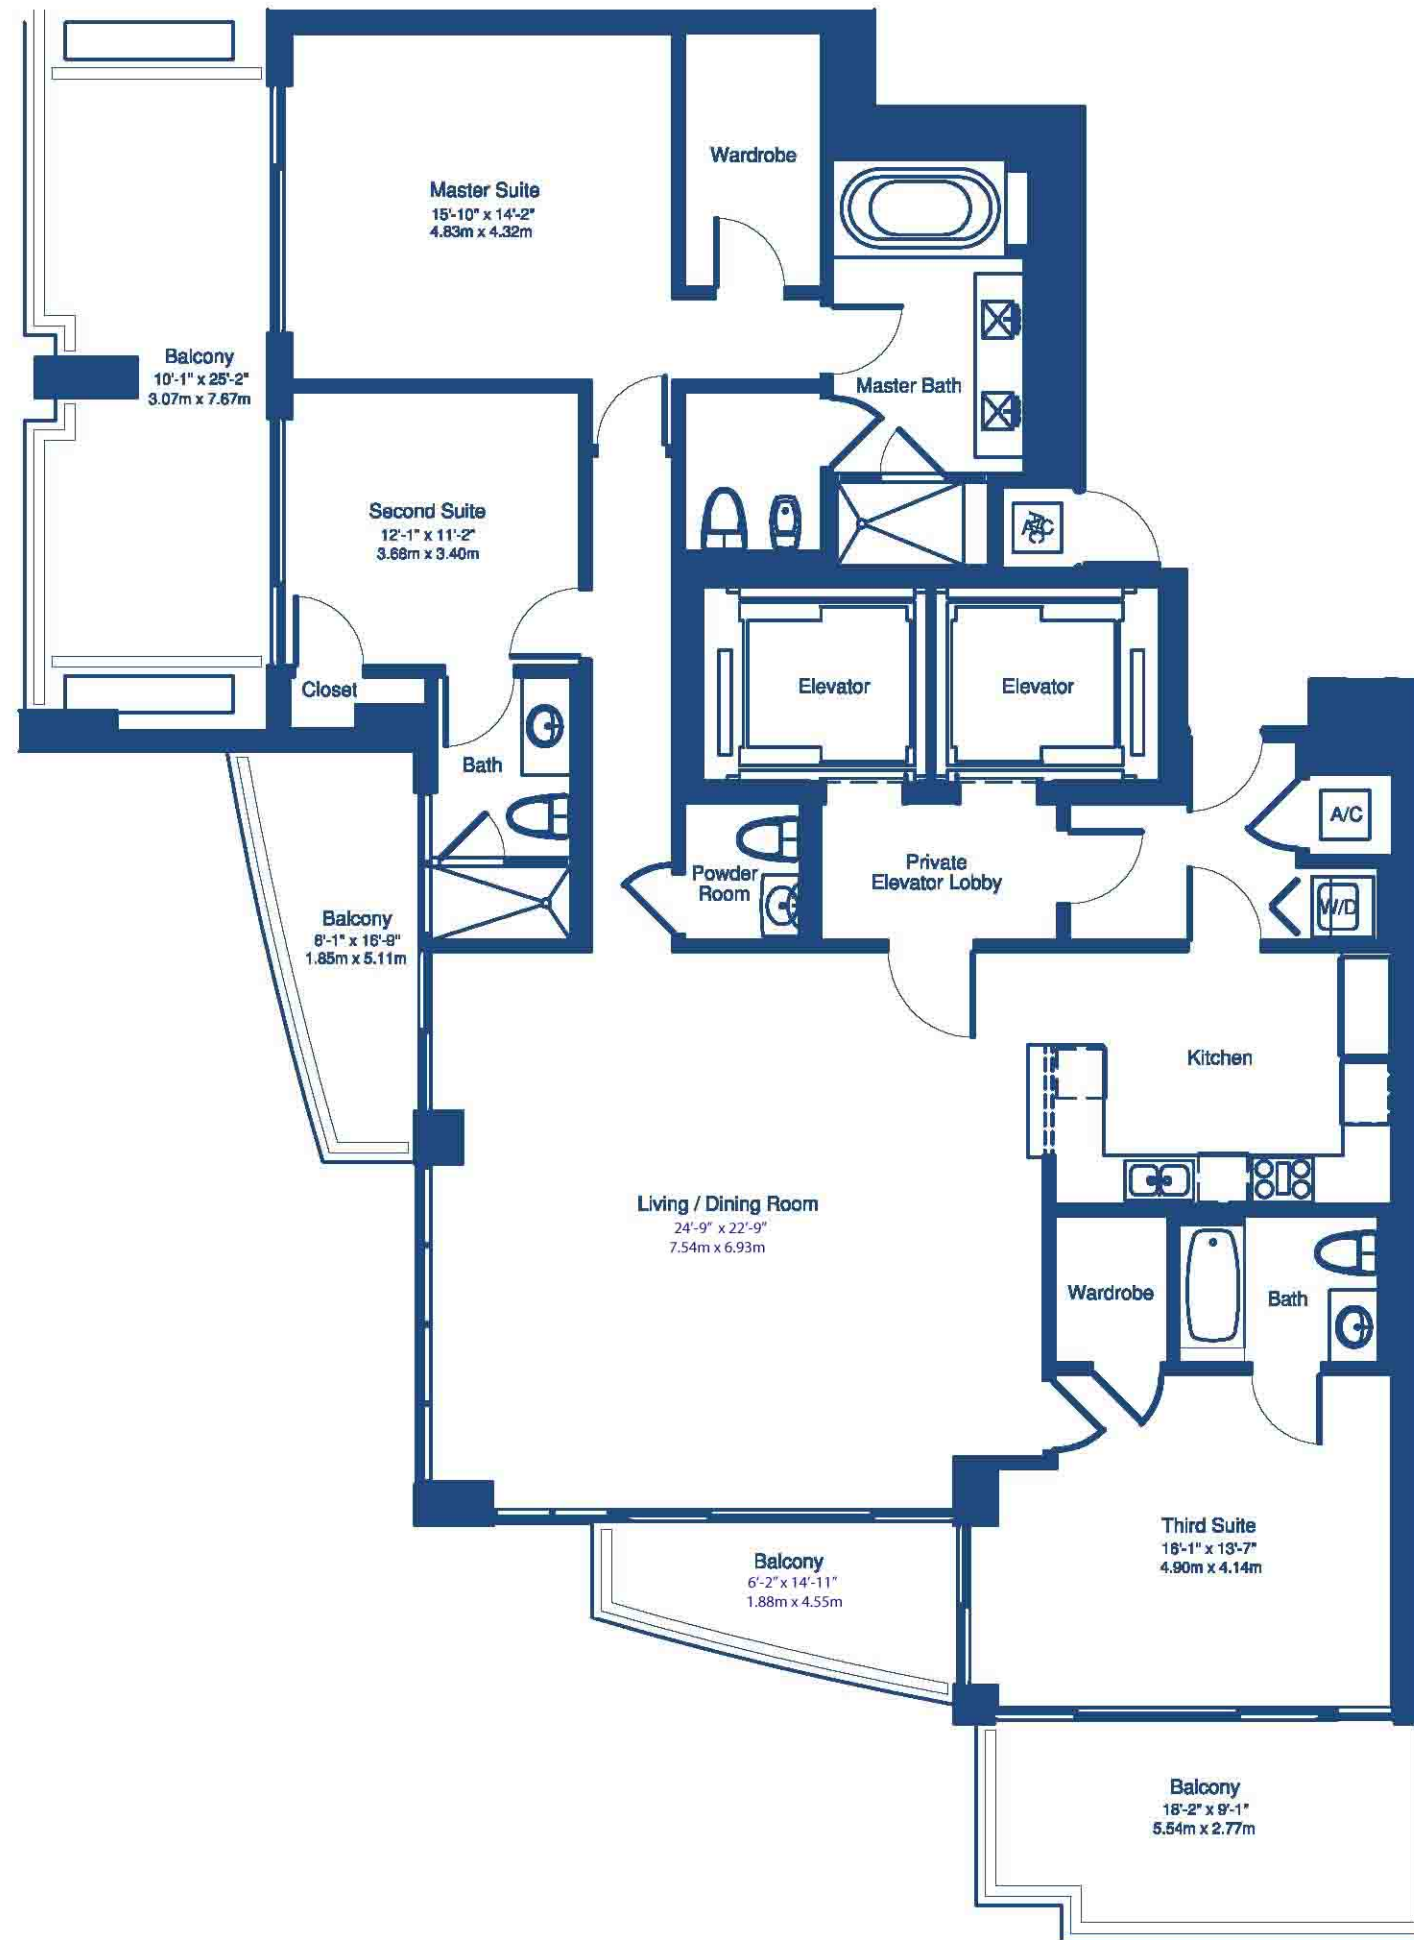 Wardrobe
Master Suite
15'-10" x 14'-2"
4.83m x 4.32m
Balcony
10'-1" x 25'-2"
3.07m x 7.67m
Master Bath
Second Suite
12'-1" x 11'-2"
3.68m x 3.40m
A/C
Closet
Elevator
Elevator
Bath
A/C
Powder
Room
Private
Elevator Lobby
W/D
Balcony
6'-1" x 16'-9"
1.85m x 5.11m
Kitchen
Living / Dining Room
24'-9" x 22'-9"
7.54m x 6.93m
Wardrobe
Bath
Third Suite
16'-1" x 13'-7"
4.90m x 4.14m
Balcony
6'-2" x 14'-11"
1.88m x 4.55m
Balcony
18'-2" x 9'-1"
5.54m x 2.77m